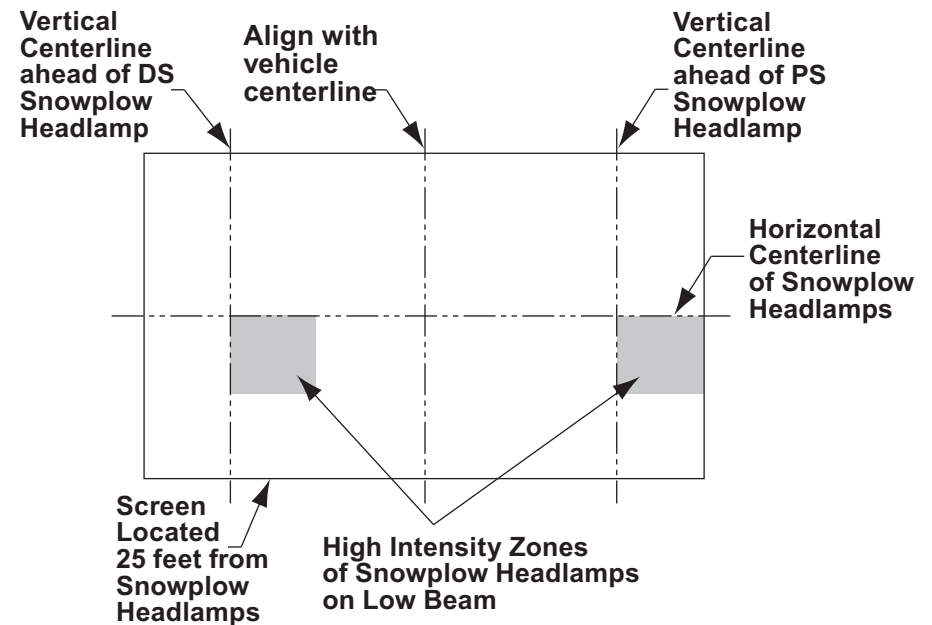 Vertical
Centerline
ahead of DS
Snowplow
Headlamp
Align with
vehicle
centerline
Vertical
Centerline
ahead of PS
Snowplow
Headlamp
Horizontal
Centerline
of Snowplow
Headlamps
Screen
Located
25 feet from
Snowplow
Headlamps
High Intensity Zones
of Snowplow Headlamps
on Low Beam